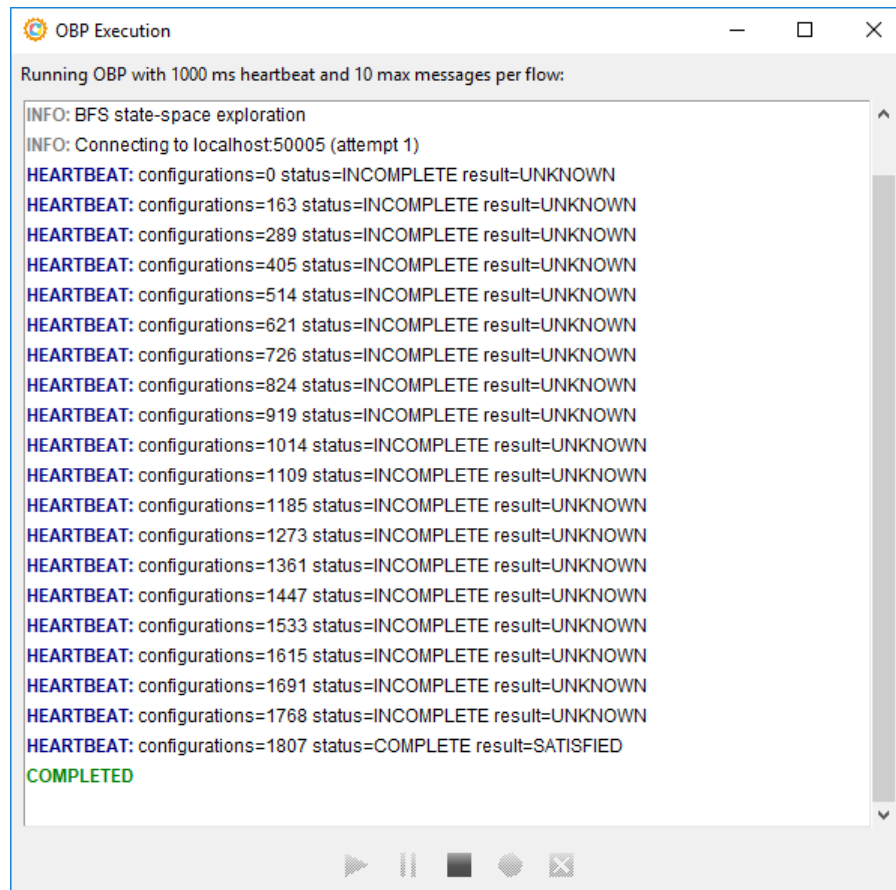 OBP Execution
Running OBP with 1000 ms heartbeat and 10 max messages per flow:
INFO: BFS state-space exploration
INFO: Connecting to localhost:50005 (attempt 1)
HEARTBEAT: configurations=0 status=INCOMPLETE result=UNKNOWN
HEARTBEAT: configurations=163 status=INCOMPLETE result=UNKNOWN
HEARTBEAT: configurations=289 status=INCOMPLETE result=UNKNOWN
HEARTBEAT: configurations=405 status=INCOMPLETE result=UNKNOWN
HEARTBEAT: configurations=514 status=INCOMPLETE result=UNKNOWN
HEARTBEAT: configurations=621 status=INCOMPLETE result=UNKNOWN
HEARTBEAT: configurations=726 status=INCOMPLETE result=UNKNOWN
HEARTBEAT: configurations=824 status=INCOMPLETE result=UNKNOWN
HEARTBEAT: configurations=919 status=INCOMPLETE result=UNKNOWN
HEARTBEAT: configurations=1014 status=INCOMPLETE result=UNKNOWN
HEARTBEAT: configurations=1109 status=INCOMPLETE result=UNKNOWN
HEARTBEAT: configurations=1185 status=INCOMPLETE result=UNKNOWN
HEARTBEAT: configurations=1273 status=INCOMPLETE result=UNKNOWN
HEARTBEAT: configurations=1361 status=INCOMPLETE result=UNKNOWN
HEARTBEAT: configurations=1447 status=INCOMPLETE result=UNKNOWN
HEARTBEAT: configurations=1533 status=INCOMPLETE result=UNKNOWN
HEARTBEAT: configurations=1615 status=INCOMPLETE result=UNKNOWN
HEARTBEAT: configurations=1691 status=INCOMPLETE result=UNKNOWN
HEARTBEAT: configurations=1768 status=INCOMPLETE result=UNKNOWN
HEARTBEAT: configurations=1807 status=COMPLETE result=SATISFIED
COMPLETED